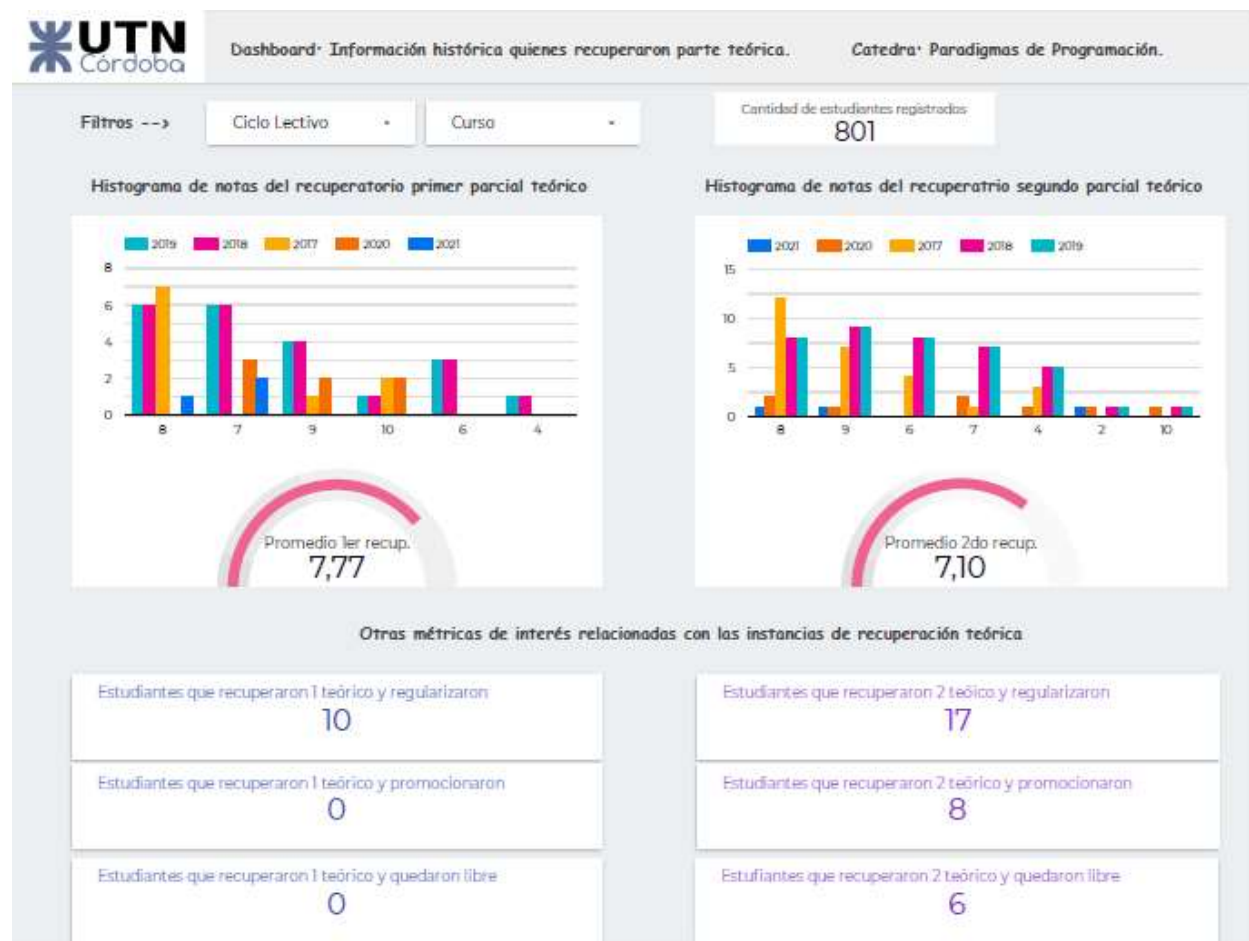 UTN
Córdoba
Dashboard: Información histórica quienes recuperaron parte teórica. Catedra: Paradigmas de Programación.
Filtros --> Ciclo Lectivo Curso
Cantidad de estudiantes registrados
801
Histograma de notas del recuperatorio primer parcial teórico
2019 2018 2017 2020 2021
8
6
4
2
0
8 7 9 10 6 4
Promedio 1er recup.
7,77
Histograma de notas del recuperatrio segundo parcial teórico
2021 2020 2017 2018 2019
15
10
5
0
8 9 6 7 4 2 10
Promedio 2do recup.
7,10
Otras métricas de interés relacionadas con las instancias de recuperación teórica
Estudiantes que recuperaron 1 teórico y regularizaron
10
Estudiantes que recuperaron 2 teóico y regularizaron
17
Estudiantes que recuperaron 1 teórico y promocionaron
0
Estudiantes que recuperaron 2 teórico y promocionaron
8
Estudiantes que recuperaron 1 teórico y quedaron libre
0
Estufiantes que recuperaron 2 teórico y quedaron libre
6